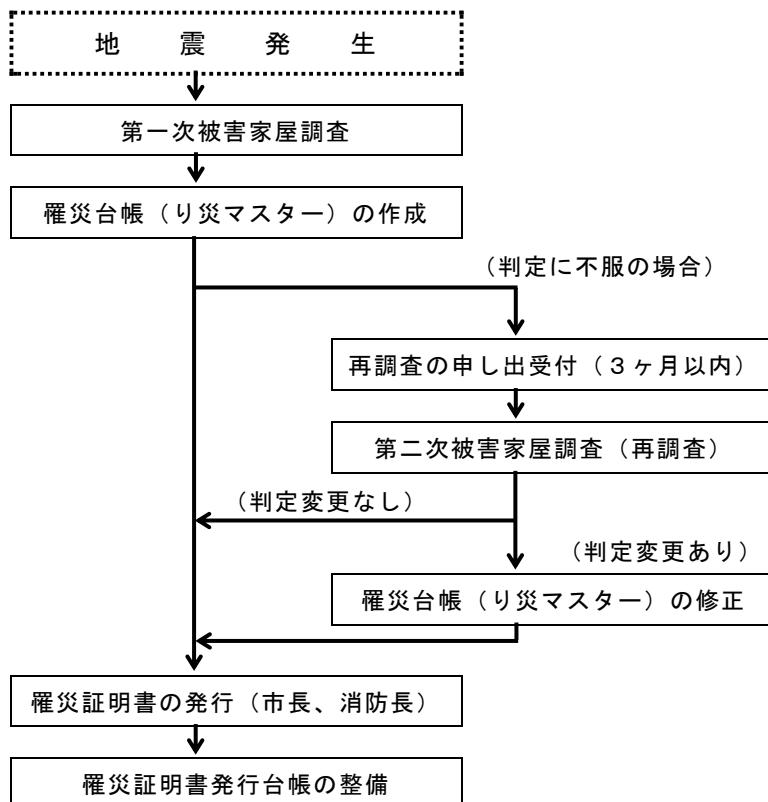 地震発生
第一次被害家屋調査
罹災台帳（り災マスター）の作成
（判定に不服の場合）
再調査の申し出受付（３ヶ月以内）
第二次被害家屋調査（再調査）
（判定変更なし）
（判定変更あり）
罹災台帳（り災マスター）の修正
罹災証明書の発行（市長、消防長）
罹災証明書発行台帳の整備